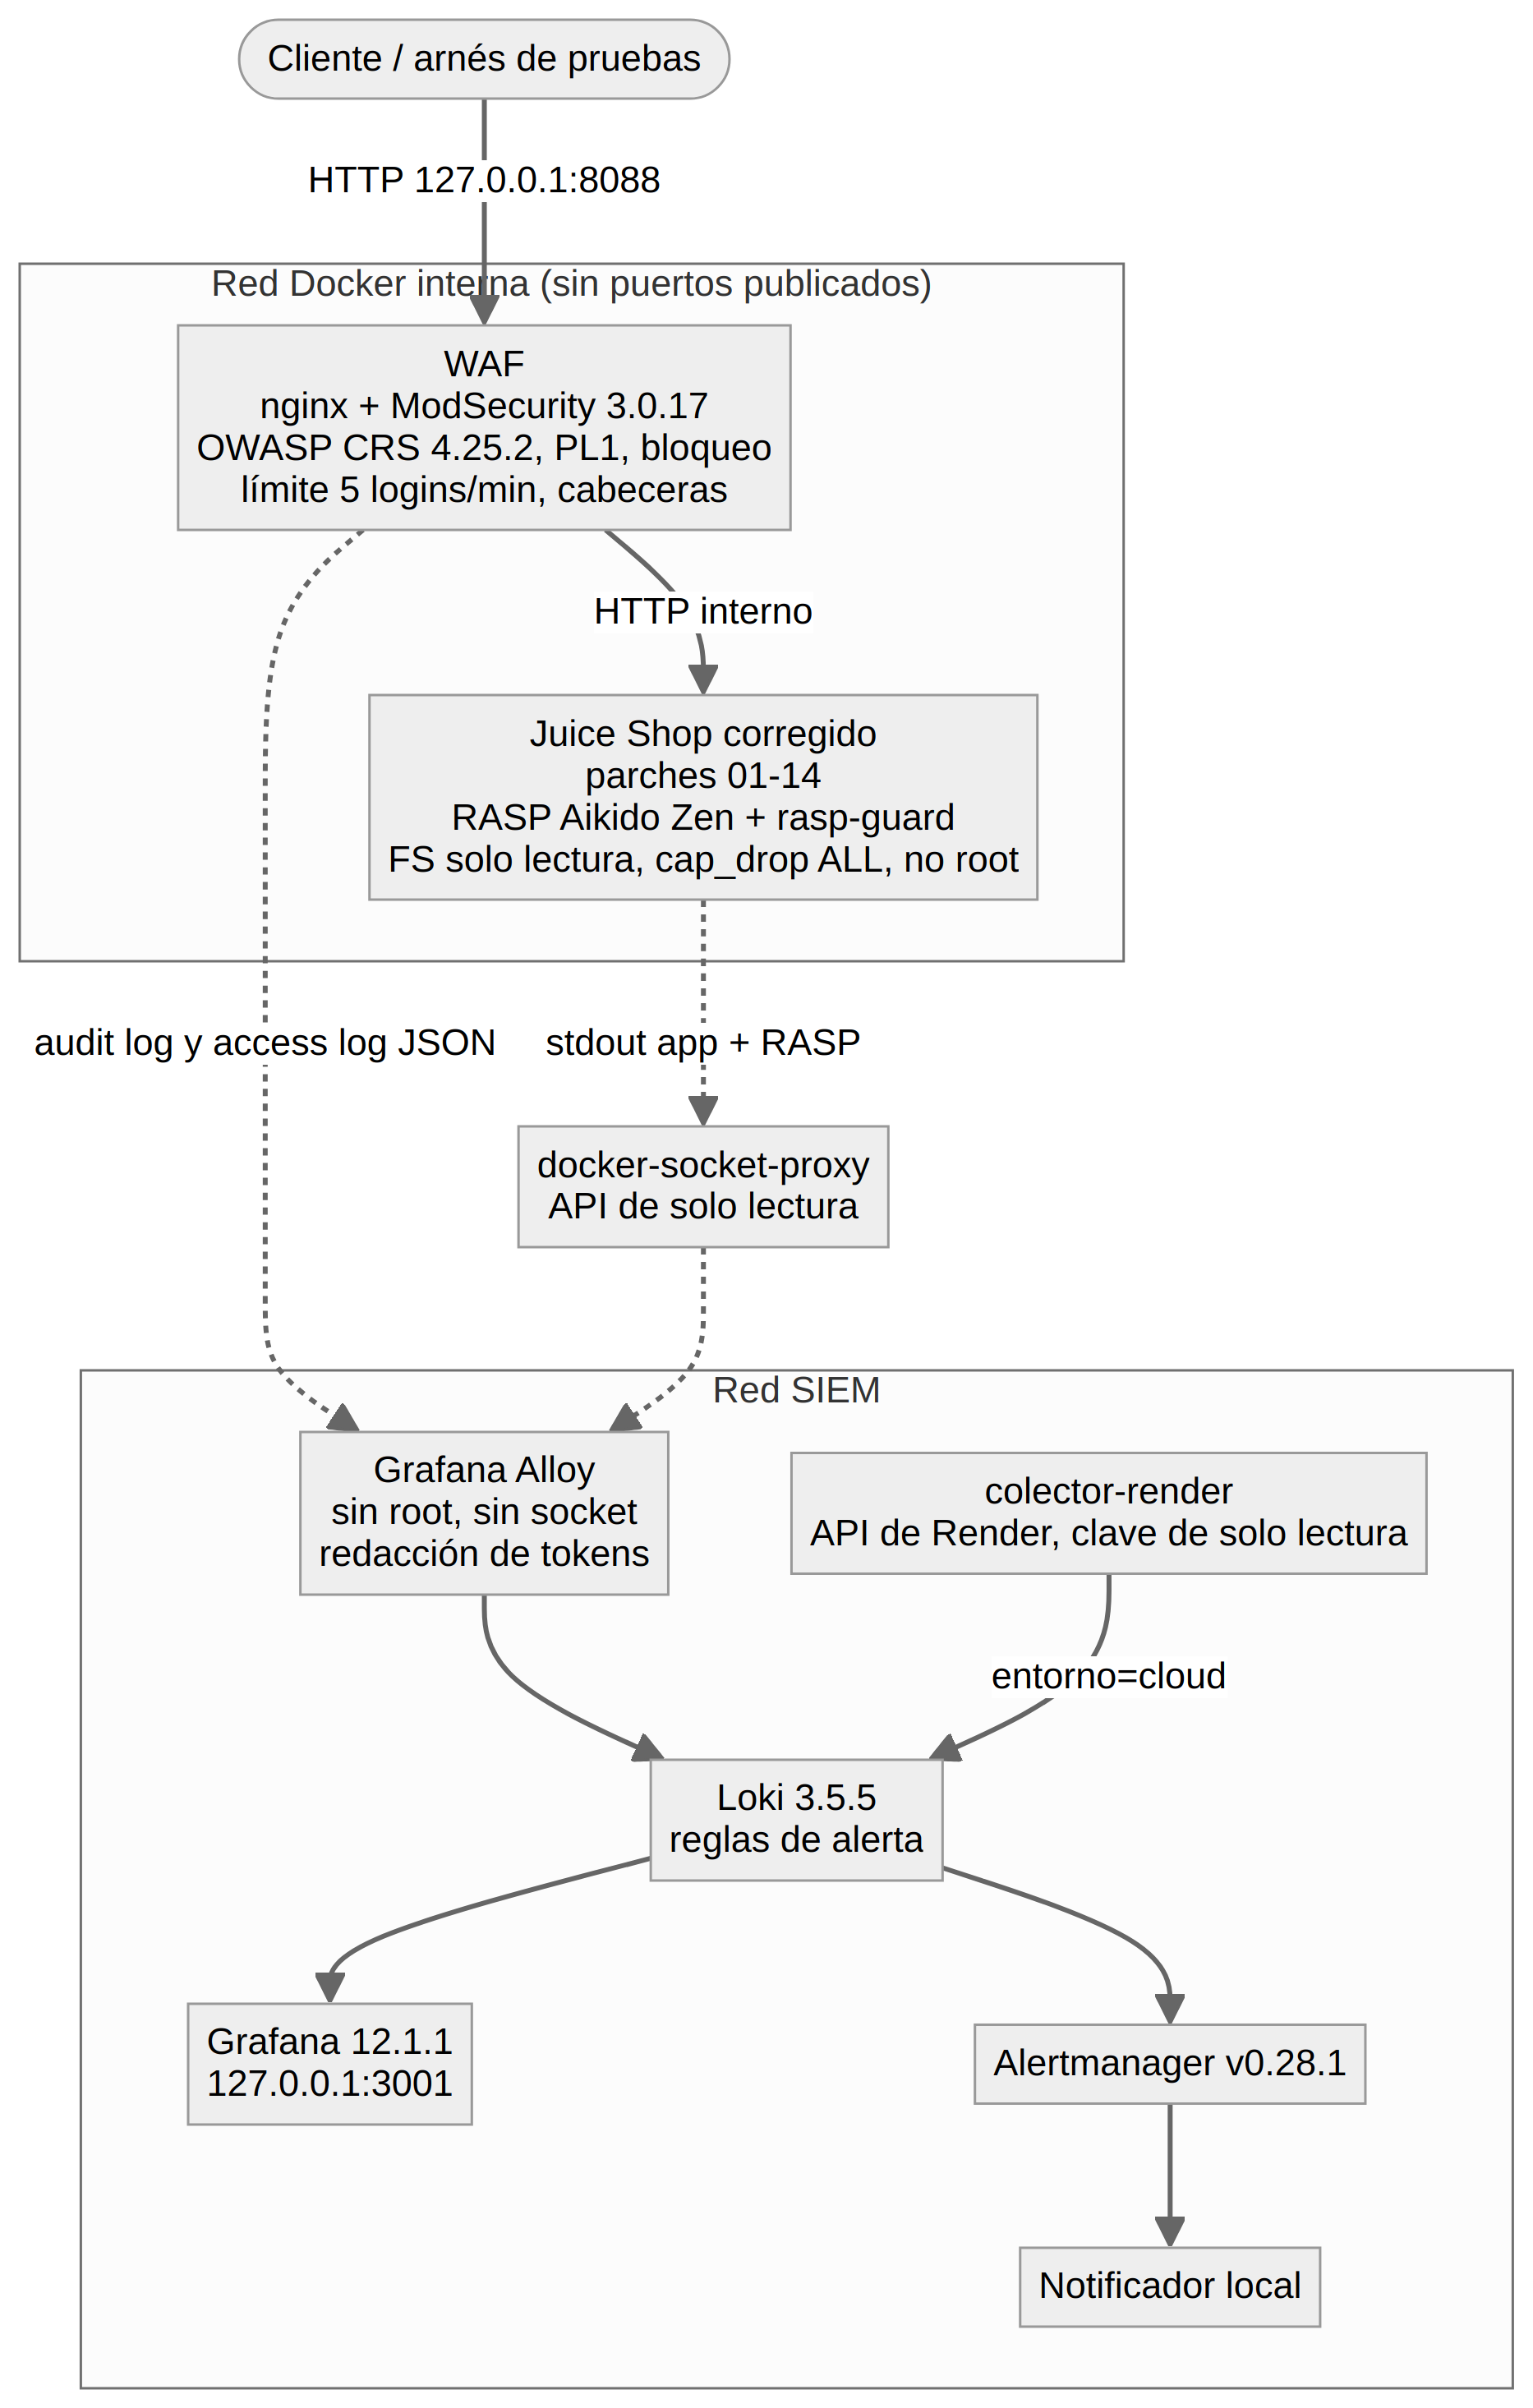 Cliente / arnés de pruebas
HTTP 127.0.0.1:8088
Red Docker interna (sin puertos publicados)
WAF
nginx + ModSecurity 3.0.17
OWASP CRS 4.25.2, PL1, bloqueo
límite 5 logins/min, cabeceras
HTTP interno
Juice Shop corregido
parches 01-14
RASP Aikido Zen + rasp-guard
FS solo lectura, cap_drop ALL, no root
audit log y access log JSON
stdout app + RASP
docker-socket-proxy
API de solo lectura
Red SIEM
Grafana Alloy
sin root, sin socket
redacción de tokens
colector-render
API de Render, clave de solo lectura
entorno=cloud
Loki 3.5.5
reglas de alerta
Grafana 12.1.1
127.0.0.1:3001
Alertmanager v0.28.1
Notificador local